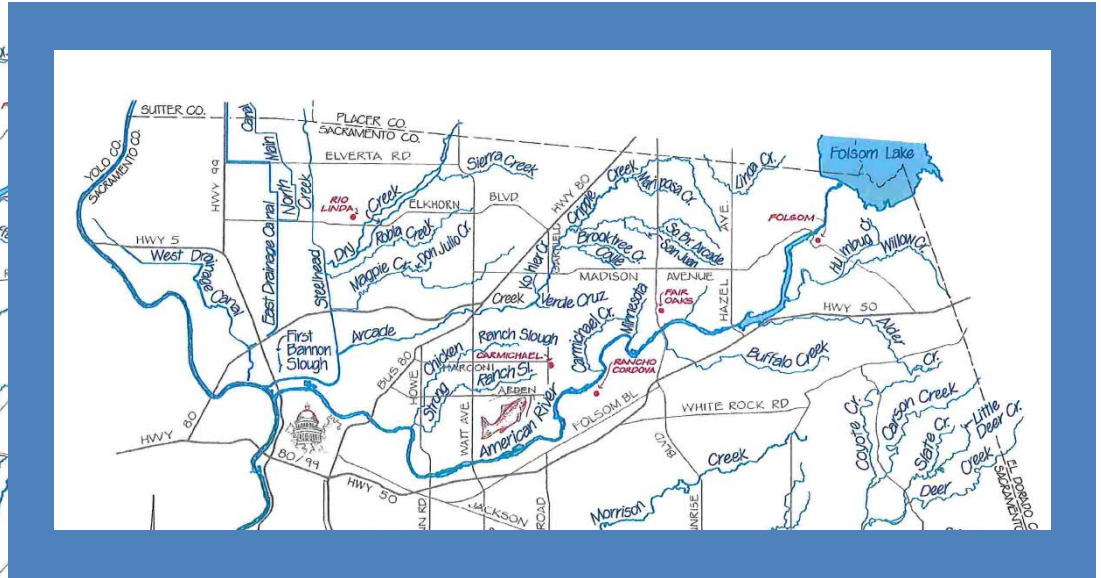 SUTTER CO.
PLACER CO.
SACRAMENTO CO.
YOLO CO.
SACRAMENTO CO.
Canal
Main
North
Creek
ELVERTA RD
Sierra Creek
HWY 99
RIO
LINDA
Creek
Dry
ELKHORN BLVD
HWY 80
Cripple Creek
Mariposa Cr.
Linda Cr.
Folsom Lake
FOLSOM
Humbug Cr.
Willow Cr.
HWY 5
West Drainage Canal
East Drainage Canal
Steelhead
Robla Creek
Magpie Cr.
Don Julio Cr.
Kohler Cr.
GARFIELD
Brooktree Cr.
Coyle
So. Br. Arcade
San Juan
AVE.
HAZEL
MADISON AVENUE
FAIR
OAKS
HWY 50
Arcade Creek
Verde Cruz
First
Bannon
Slough
BUS 80
HOWE
Chicken Ranch Slough
CARMICHAEL
Strong Ranch Sl.
ARDEN
Carmichael Cr.
Minnesota
RANCHO
CORDOVA
Buffalo Creek
Alder Cr.
WATT AVE
American River
FOLSOM BL
WHITE ROCK RD
BLVD
Coyote Cr.
Carson Creek
Slate Cr.
Little
Deer Cr.
Deer Creek
HWY 80
80/99
HWY 50
JACKSON
ROAD
Morrison Creek
NN RD
NRISE
EL DORADO C
SACRAMENTO